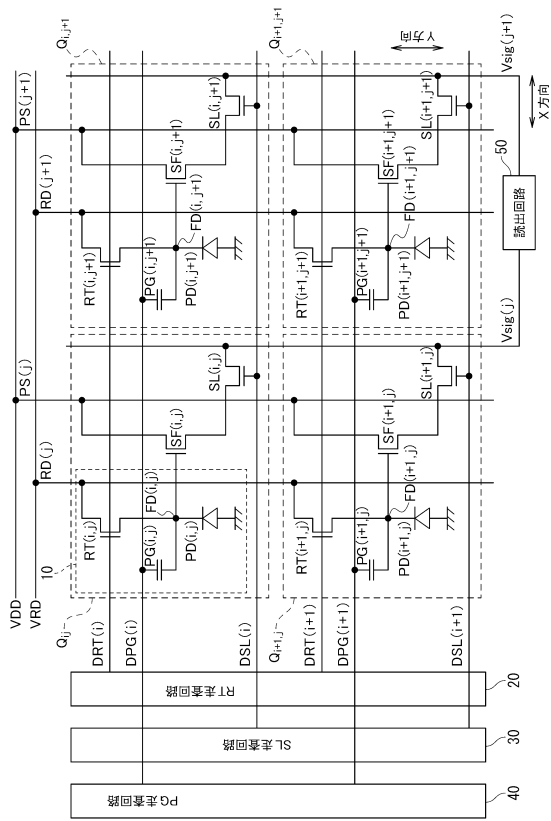 VDD
VRD
PS(j)
RD(j)
PS(j+1)
RD(j+1)
10
Qij
Qi,j+1
Qi+1,j
Qi+1,j+1
RT(i,j)
PG(i,j)
FD(i,j)
PD(i,j)
SF(i,j)
SL(i,j)
RT(i,j+1)
PG(i,j+1)
FD(i,j+1)
PD(i,j+1)
SF(i,j+1)
SL(i,j+1)
RT(i+1,j)
PG(i+1,j)
FD(i+1,j)
PD(i+1,j)
SF(i+1,j)
SL(i+1,j)
RT(i+1,j+1)
PG(i+1,j+1)
FD(i+1,j+1)
PD(i+1,j+1)
SF(i+1,j+1)
SL(i+1,j+1)
DRT(i)
DPG(i)
DSL(i)
DRT(i+1)
DPG(i+1)
DSL(i+1)
RT走査回路
20
SL走査回路
30
PG走査回路
40
Vsig(j)
Vsig(j+1)
読出回路
50
Y方向
X方向